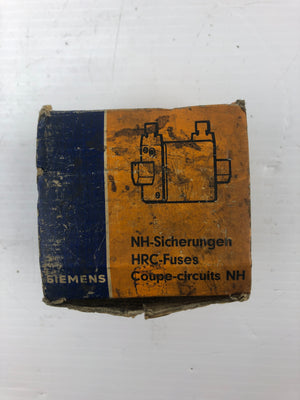 NH-Sicherungen
HRC-Fuses
Coupe-circuits NH
SIEMENS